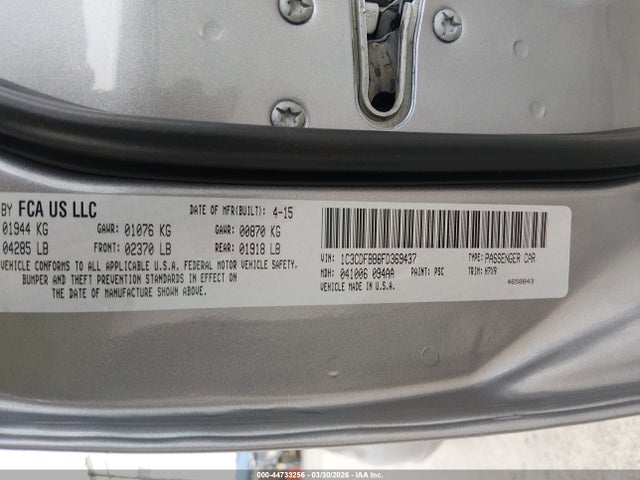 BY FCA US LLC DATE OF MFR(BUILT): 4-15
01944 KG GAWR: 01076 KG GAWR: 00870 KG
04285 LB FRONT: 02370 LB REAR: 01918 LB
VEHICLE CONFORMS TO ALL APPLICABLE U.S.A. FEDERAL MOTOR VEHICLE SAFETY,
BUMPER AND THEFT PREVENTION STANDARDS IN EFFECT ON
THE DATE OF MANUFACTURE SHOWN ABOVE.
VIN: 1C3CDFBB6FD369437 TYPE: PASSENGER CAR
MDH: 041006 094AA PAINT: PSC TRIM: H7X9
VEHICLE MADE IN U.S.A. 4658843
000-44733256 - 03/30/2026 - IAA Inc.